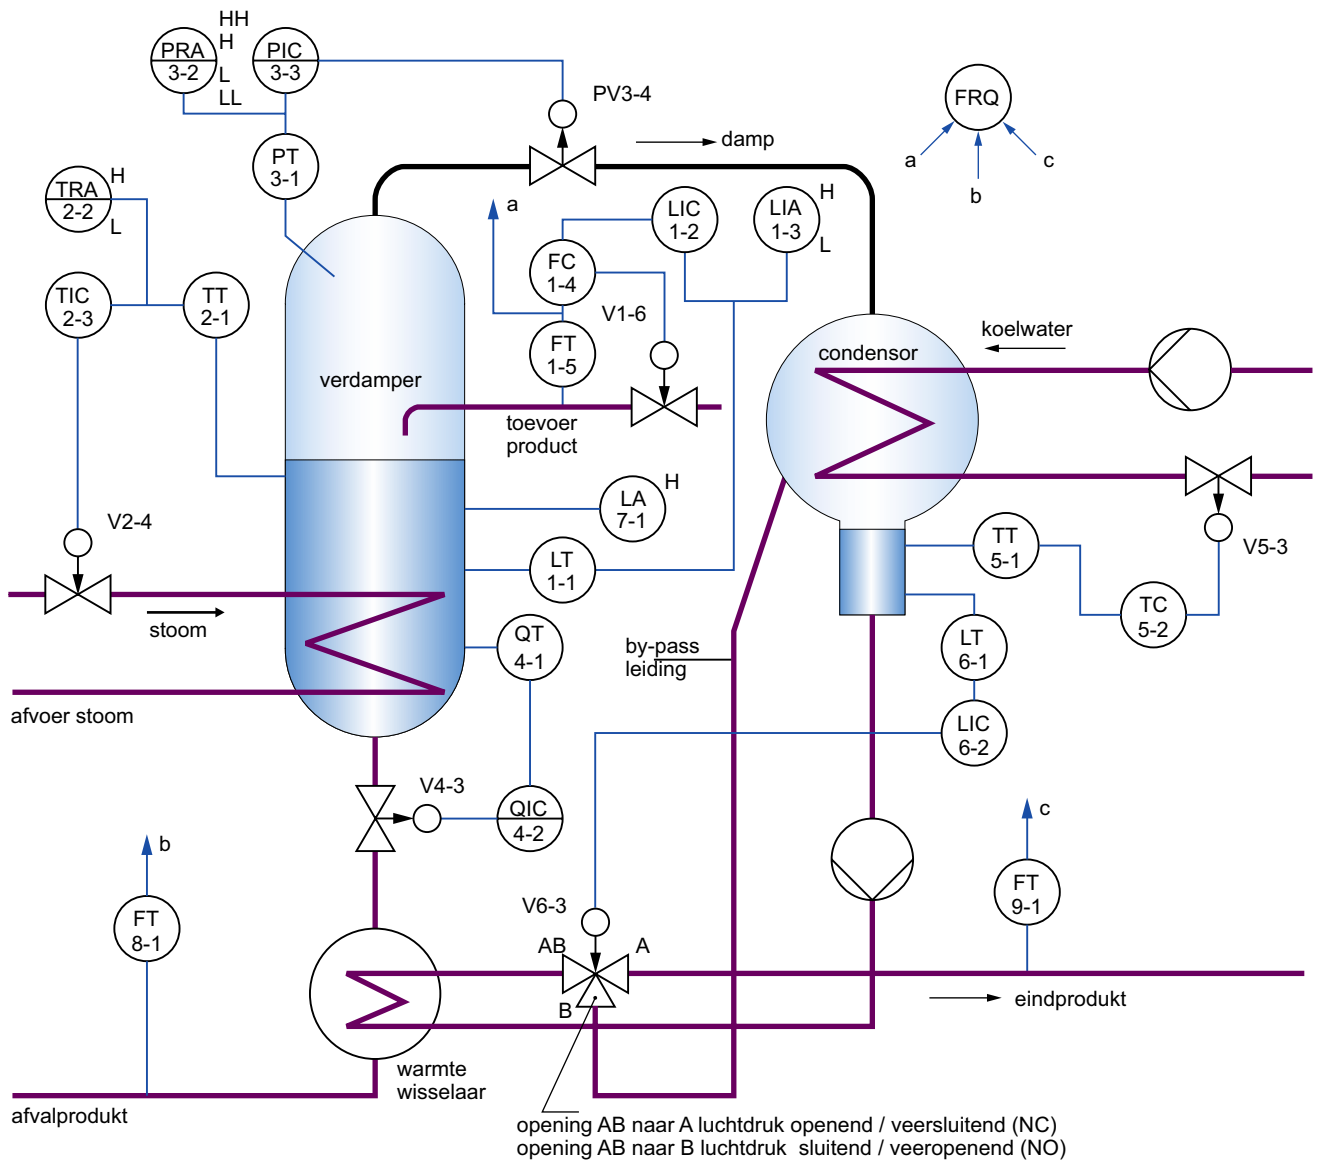 HH
H
L
LL
PRA
3-2
PIC
3-3
PV3-4
damp
FRQ
a
b
c
PT
3-1
TRA
2-2
H
L
a
LIC
1-2
LIA
1-3
H
L
FC
1-4
TIC
2-3
TT
2-1
V1-6
FT
1-5
koelwater
condensor
verdamper
toevoer
product
LA
7-1
H
V2-4
LT
1-1
TT
5-1
V5-3
TC
5-2
stoom
QT
4-1
by-pass
leiding
LT
6-1
afvoer stoom
LIC
6-2
V4-3
QIC
4-2
b
c
FT
8-1
FT
9-1
V6-3
AB
A
B
eindprodukt
warmte
wisselaar
afvalprodukt
opening AB naar A luchtdruk openend / veersluitend (NC)
opening AB naar B luchtdruk sluitend / veeropenend (NO)